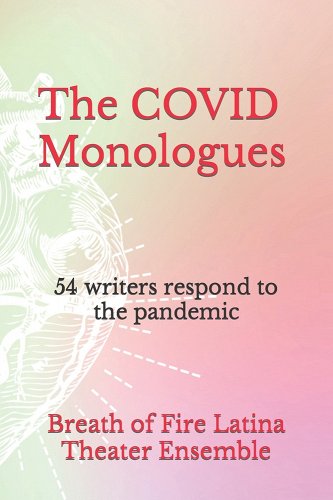 The COVID
Monologues
54 writers respond to
the pandemic
Breath of Fire Latina
Theater Ensemble